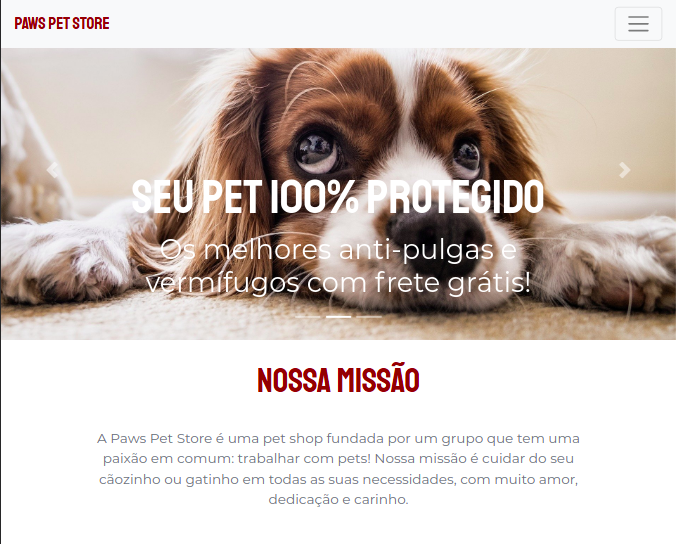 PAWS PET STORE
SEU PET 100% PROTEGIDO
Os melhores anti-pulgas e
vermífugos com frete grátis!
NOSSA MISSÃO
A Paws Pet Store é uma pet shop fundada por um grupo que tem uma
paixão em comum: trabalhar com pets! Nossa missão é cuidar do seu
cãozinho ou gatinho em todas as suas necessidades, com muito amor,
dedicação e carinho.